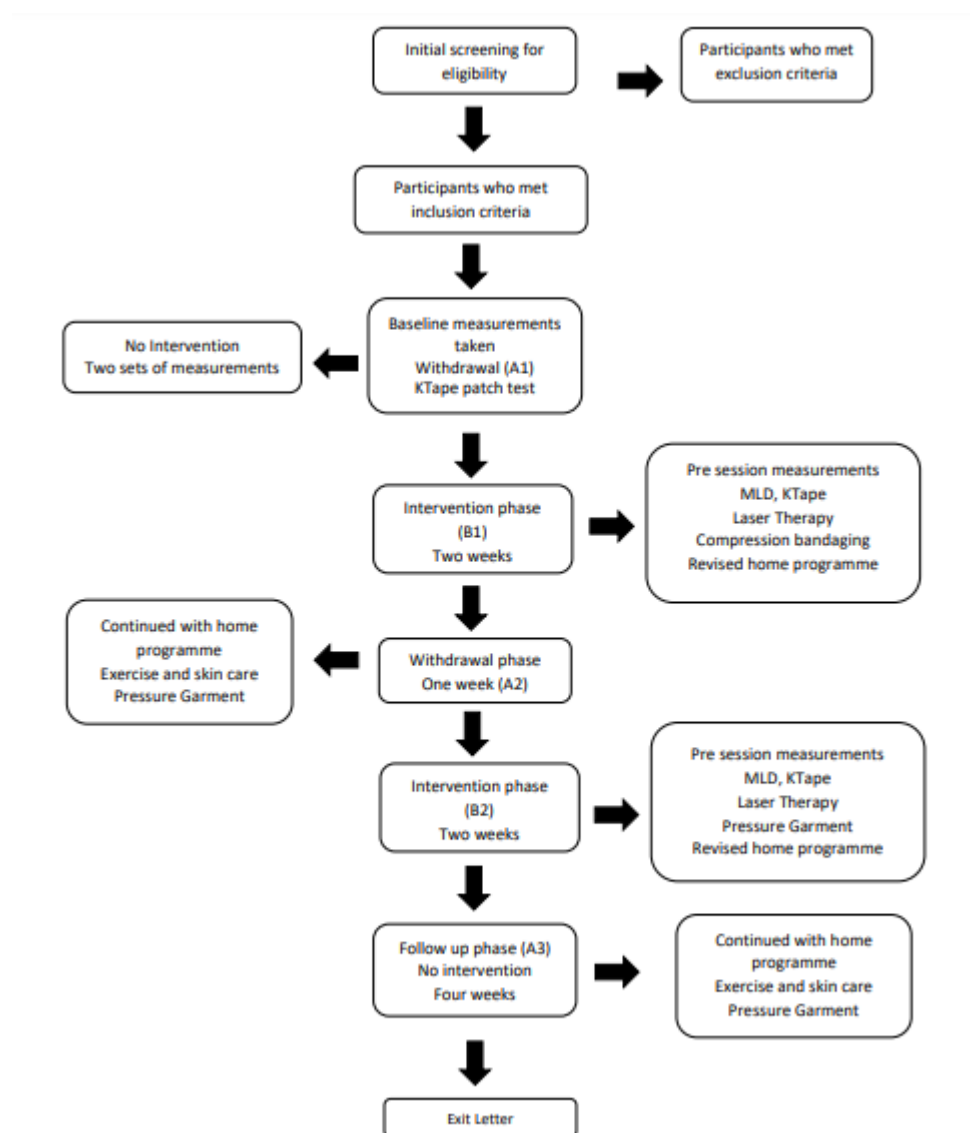 Initial screening for
eligibility
Participants who met
exclusion criteria
Participants who met
inclusion criteria
Baseline measurements
taken
Withdrawal (A1)
KTape patch test
No Intervention
Two sets of measurements
Intervention phase
(B1)
Two weeks
Pre session measurements
MLD, KTape
Laser Therapy
Compression bandaging
Revised home programme
Withdrawal phase
One week (A2)
Continued with home
programme
Exercise and skin care
Pressure Garment
Intervention phase
(B2)
Two weeks
Pre session measurements
MLD, KTape
Laser Therapy
Pressure Garment
Revised home programme
Follow up phase (A3)
No intervention
Four weeks
Continued with home
programme
Exercise and skin care
Pressure Garment
Exit Letter